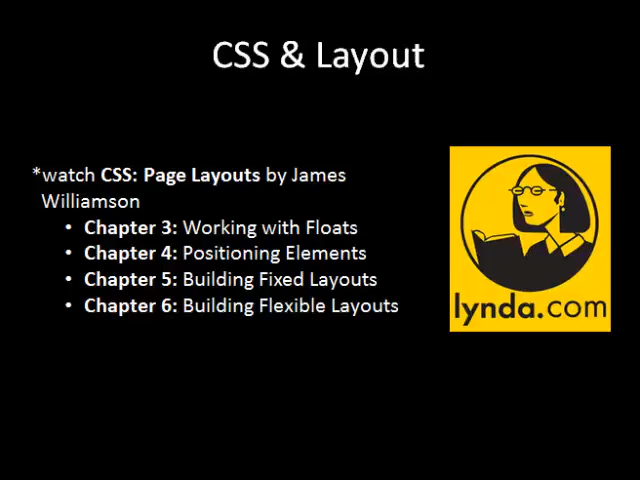 CSS & Layout
*watch CSS: Page Layouts by James
Williamson
• Chapter 3: Working with Floats
• Chapter 4: Positioning Elements
• Chapter 5: Building Fixed Layouts
• Chapter 6: Building Flexible Layouts
lynda.com